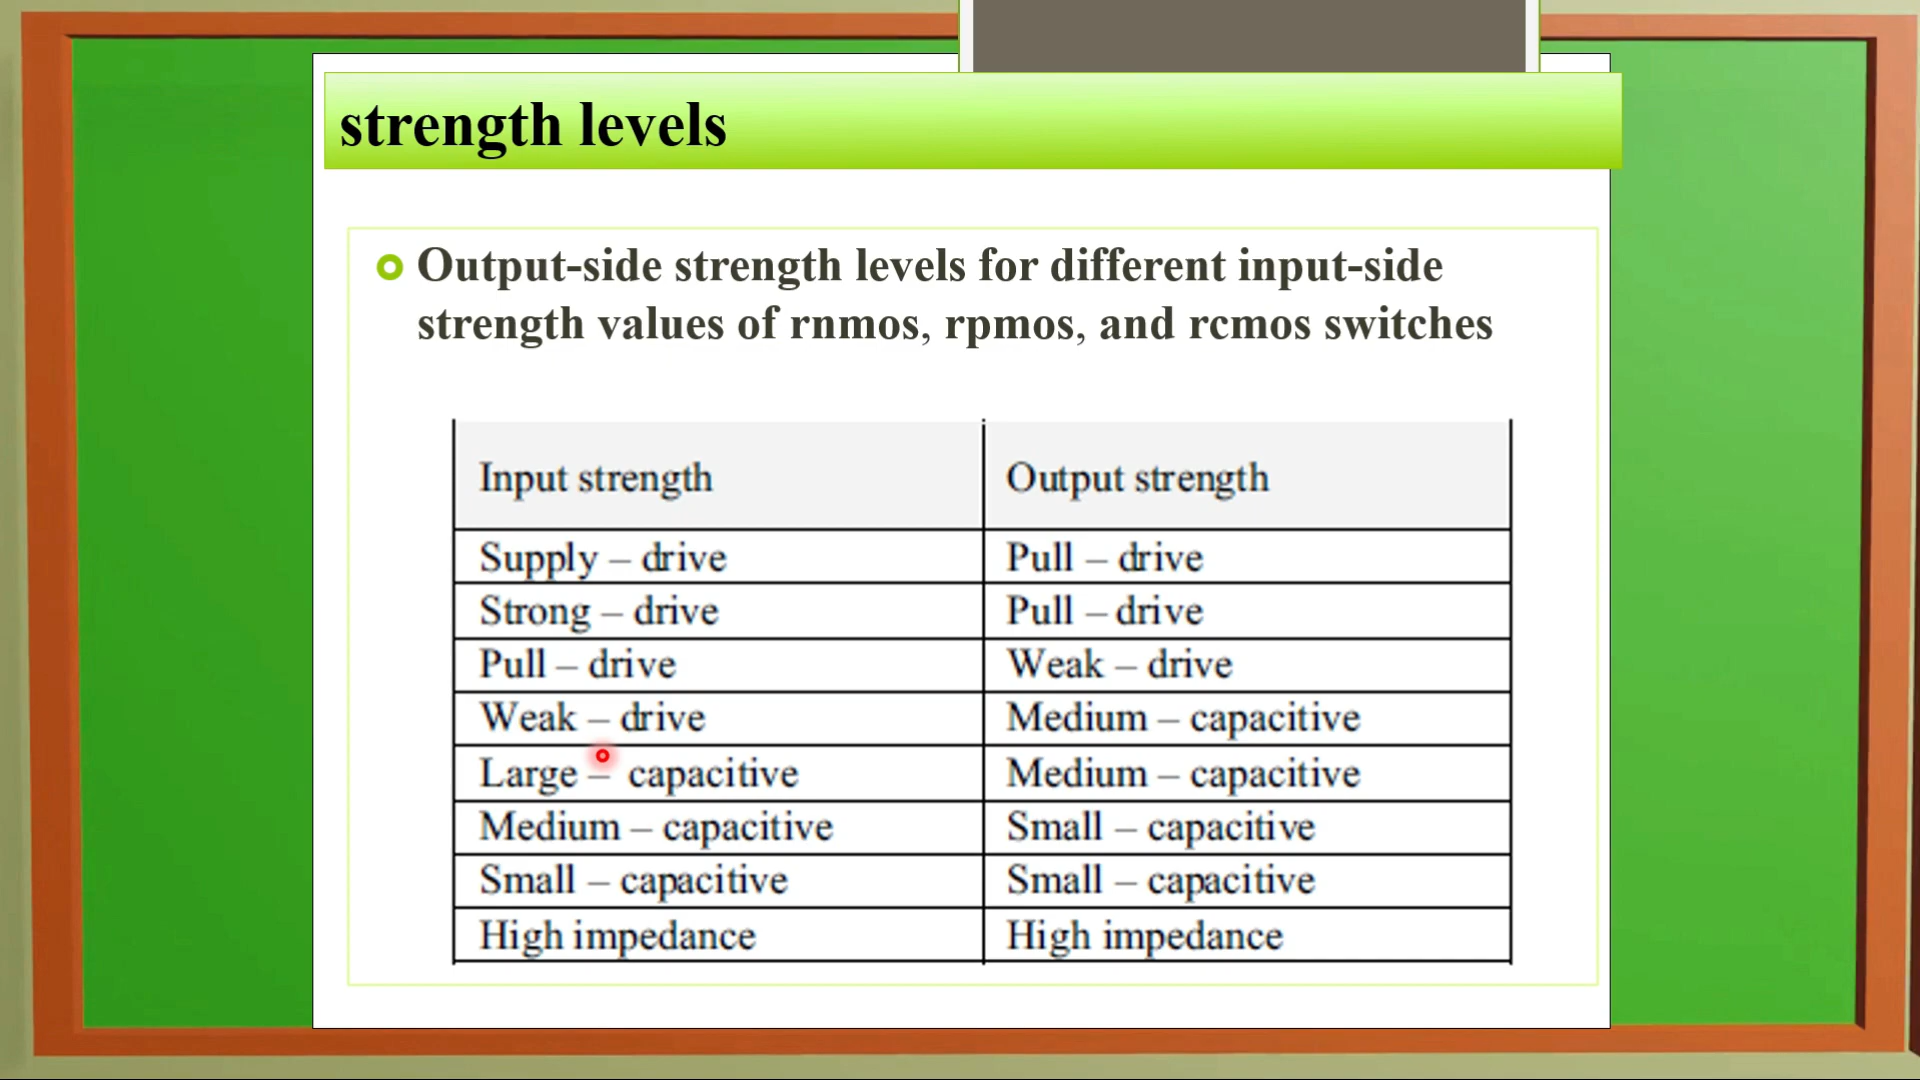 strength levels
Output-side strength levels for different input-side
strength values of rnmos, rpmos, and rcmos switches
Input strength Output strength
Supply – drive Pull – drive
Strong – drive Pull – drive
Pull – drive Weak – drive
Weak – drive Medium – capacitive
Large – capacitive Medium – capacitive
Medium – capacitive Small – capacitive
Small – capacitive Small – capacitive
High impedance High impedance